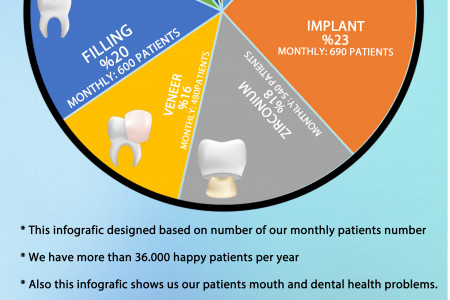 FILLING
%20
MONTHLY: 600 PATIENTS
IMPLANT
%23
MONTHLY: 690 PATIENTS
VENEER
%16
MONTHLY: 480PATIENTS
ZIRCONIUM
%18
MONTHLY: 540 PATIENTS
* This infografic designed based on number of our monthly patients number
* We have more than 36.000 happy patients per year
* Also this infografic shows us our patients mouth and dental health problems.